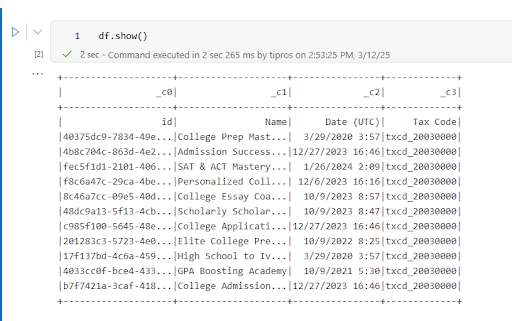 1 df.show()
[2] ✓ 2 sec - Command executed in 2 sec 265 ms by tipros on 2:53:25 PM, 3/12/25
...
+--------------------+--------------------+----------------+-------------+
| _c0| _c1| _c2| _c3|
+--------------------+--------------------+----------------+-------------+
| id| Name| Date (UTC)| Tax Code|
|40375dc9-7834-49e...|College Prep Mast...| 3/29/2020 3:57|txcd_20030000|
|4b8c704c-863d-4e2...|Admission Success...|12/27/2023 16:46|txcd_20030000|
|fec5f1d1-2101-406...|SAT & ACT Mastery...| 1/26/2024 2:09|txcd_20030000|
|f8c6a47c-29ca-4be...|Personalized Coll...| 12/6/2023 16:16|txcd_20030000|
|8c46a7cc-09e5-40d...|College Essay Coa...| 10/9/2023 8:57|txcd_20030000|
|48dc9a13-5f13-4cb...|Scholarly Scholar...| 10/9/2023 8:47|txcd_20030000|
|c985f100-5645-48e...|College Applicati...|12/27/2023 16:46|txcd_20030000|
|201283c3-5723-4e0...|Elite College Pre...| 10/9/2022 8:25|txcd_20030000|
|17f137bd-4c6a-459...|High School to Iv...| 3/29/2020 3:57|txcd_20030000|
|4033cc0f-bce4-433...|GPA Boosting Academy| 10/9/2021 5:30|txcd_20030000|
|b7f7421a-3caf-418...|College Admission...|12/27/2023 16:46|txcd_20030000|
+--------------------+--------------------+----------------+-------------+